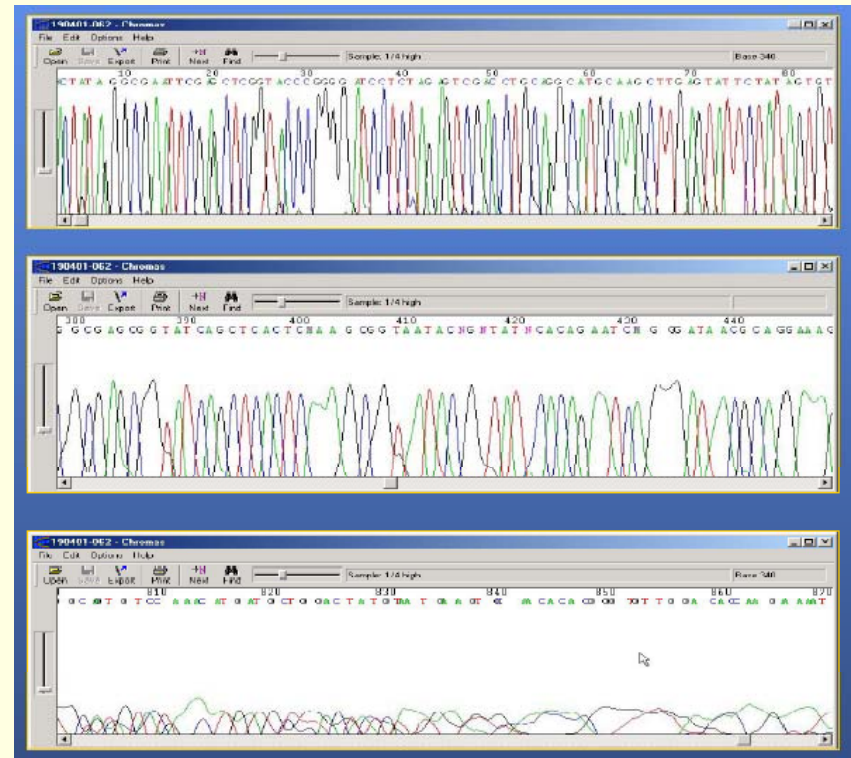 190401-062 - Chromas
File Edit Options Help
Open Save Export Print Next Find Sample: 1/4 high Base 340
10 20 30 40 50 60 70 80
CTATAGGCGAATTCGAGCTCGGTACCCGGGGATCCTCTAGAGTCGACCTGCAGGCATGCAAGCTTGAGTATTCTATAGTGT
190401-062 - Chromas
File Edit Options Help
Open Save Export Print Next Find Sample: 1/4 high
380 390 400 410 420 430 440
GGCGAGCGGTATCAGCTCACTCNAAGCGGTAATACNGNTATNCACAGAATCNGGGATAACGCAGGAAAG
190401-062 - Chromas
File Edit Options Help
Open Save Export Print Next Find Sample: 1/4 high Base 340
810 820 830 840 850 860 870